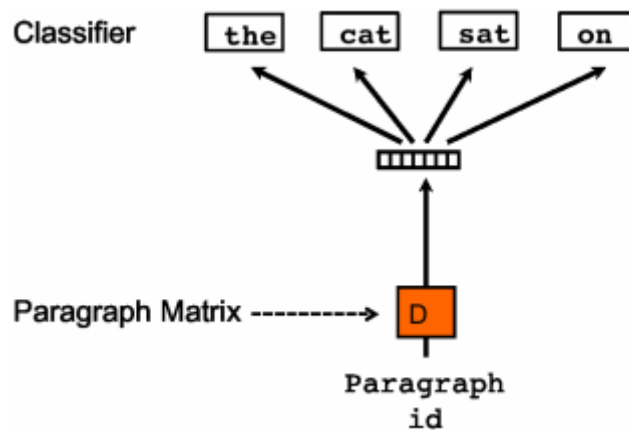 Classifier the cat sat on
Paragraph Matrix D
Paragraph
id